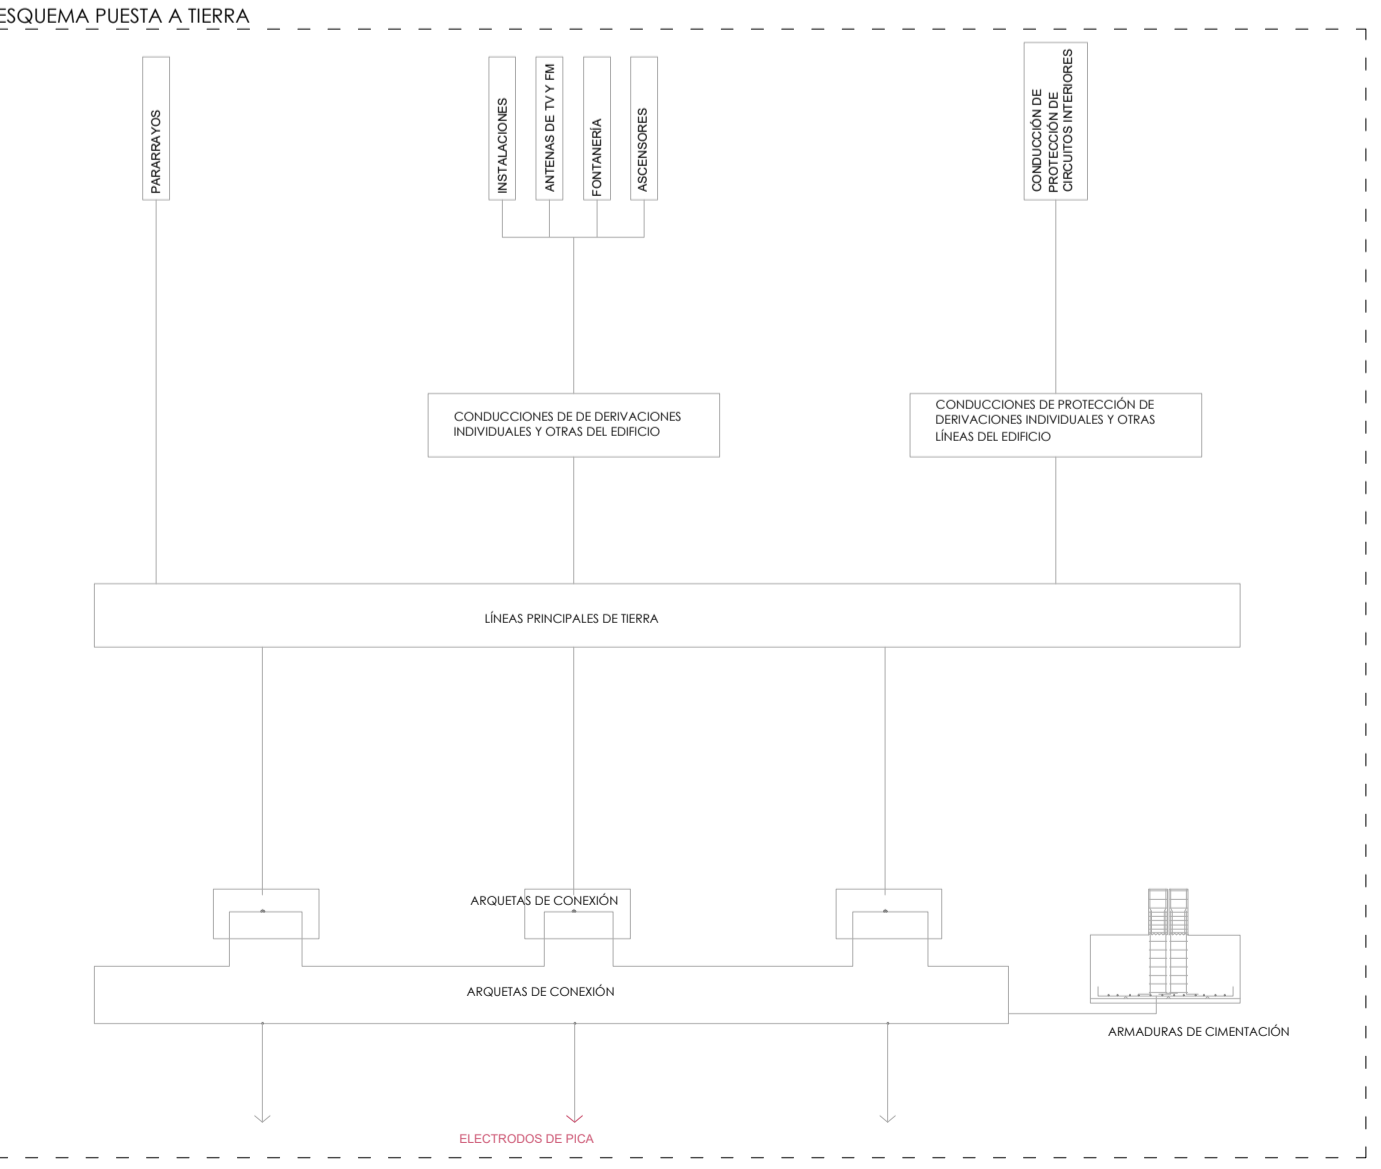 ESQUEMA PUESTA A TIERRA
PARARRAYOS
INSTALACIONES
ANTENAS DE TV Y FM
FONTANERÍA
ASCENSORES
CONDUCCIÓN DE
PROTECCIÓN DE
CIRCUITOS INTERIORES
CONDUCCIONES DE DE DERIVACIONES
INDIVIDUALES Y OTRAS DEL EDIFICIO
CONDUCCIONES DE PROTECCIÓN DE
DERIVACIONES INDIVIDUALES Y OTRAS
LÍNEAS DEL EDIFICIO
LÍNEAS PRINCIPALES DE TIERRA
ARQUETAS DE CONEXIÓN
ARQUETAS DE CONEXIÓN
ARMADURAS DE CIMENTACIÓN
ELECTRODOS DE PICA